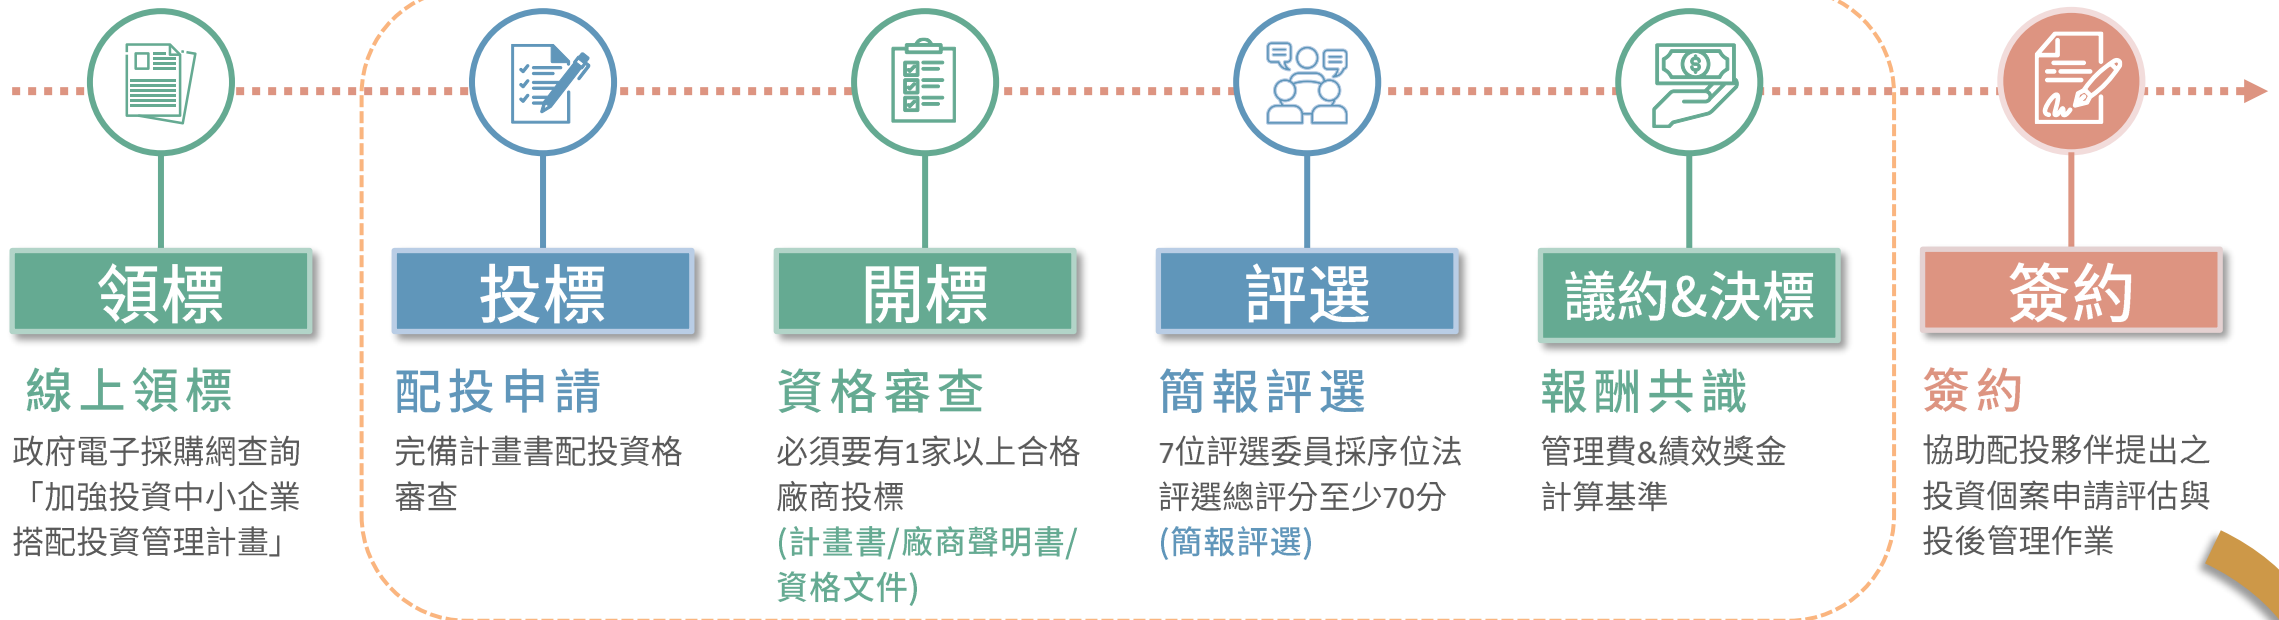 領標
線上領標
政府電子採購網查詢
「加強投資中小企業
搭配投資管理計畫」
投標
配投申請
完備計畫書配投資格
審查
開標
資格審查
必須要有1家以上合格
廠商投標
(計畫書/廠商聲明書/
資格文件)
評選
簡報評選
7位評選委員採序位法
評選總評分至少70分
(簡報評選)
議約&決標
報酬共識
管理費&績效獎金
計算基準
簽約
簽約
協助配投夥伴提出之
投資個案申請評估與
投後管理作業